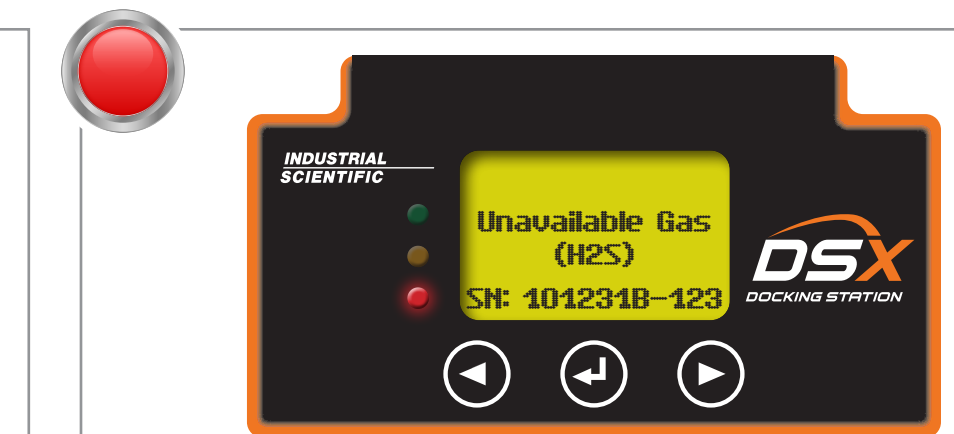 INDUSTRIAL
SCIENTIFIC
Unavailable Gas
(H2S)
SN: 101231B-123
DSX
DOCKING STATION